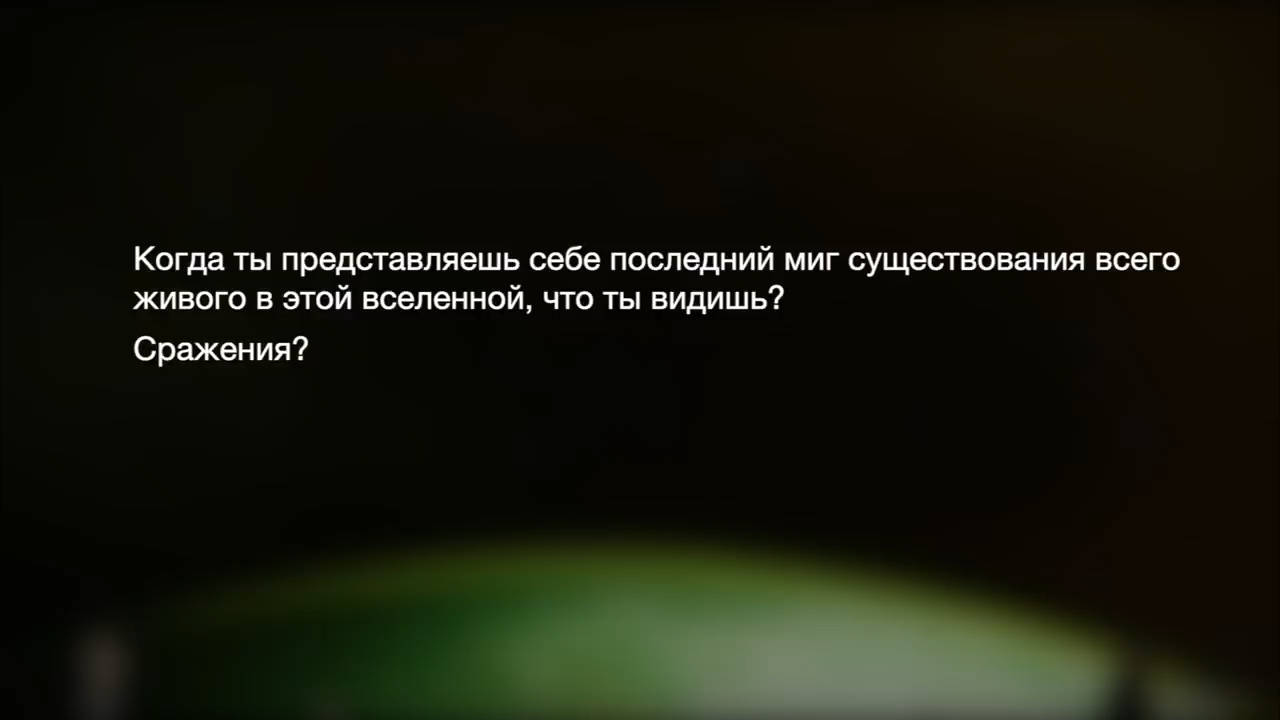 Когда ты представляешь себе последний миг существования всего
живого в этой вселенной, что ты видишь?
Сражения?